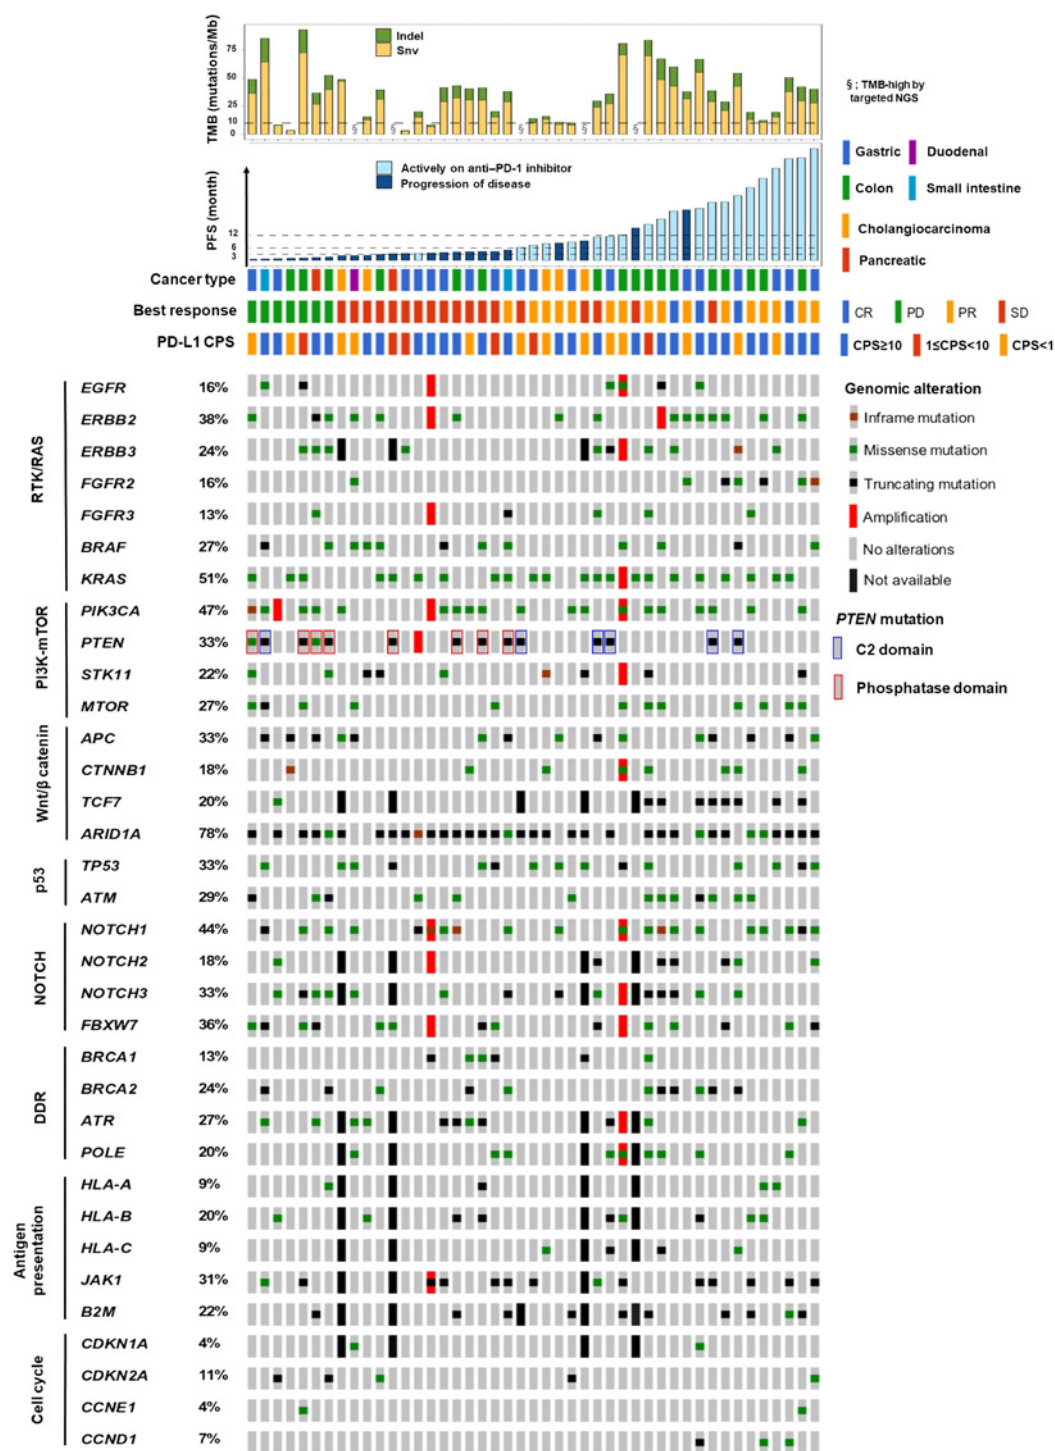 TMB (mutations/Mb)
75
50
25
10
0
Indel
Snv
§ § § § §
§ ; TMB-high by
targeted NGS
PFS (month)
12
6
3
Actively on anti–PD-1 inhibitor
Progression of disease
Gastric Duodenal
Colon Small intestine
Cholangiocarcinoma
Pancreatic
Cancer type
Best response
CR PD PR SD
PD-L1 CPS
CPS≥10 1≤CPS<10 CPS<1
Genomic alteration
Inframe mutation
Missense mutation
Truncating mutation
Amplification
No alterations
Not available
PTEN mutation
C2 domain
Phosphatase domain
RTK/RAS
EGFR 16%
ERBB2 38%
ERBB3 24%
FGFR2 16%
FGFR3 13%
BRAF 27%
KRAS 51%
PI3K-mTOR
PIK3CA 47%
PTEN 33%
STK11 22%
MTOR 27%
Wnt/β catenin
APC 33%
CTNNB1 18%
TCF7 20%
ARID1A 78%
p53
TP53 33%
ATM 29%
NOTCH
NOTCH1 44%
NOTCH2 18%
NOTCH3 33%
FBXW7 36%
DDR
BRCA1 13%
BRCA2 24%
ATR 27%
POLE 20%
Antigen
presentation
HLA-A 9%
HLA-B 20%
HLA-C 9%
JAK1 31%
B2M 22%
Cell cycle
CDKN1A 4%
CDKN2A 11%
CCNE1 4%
CCND1 7%